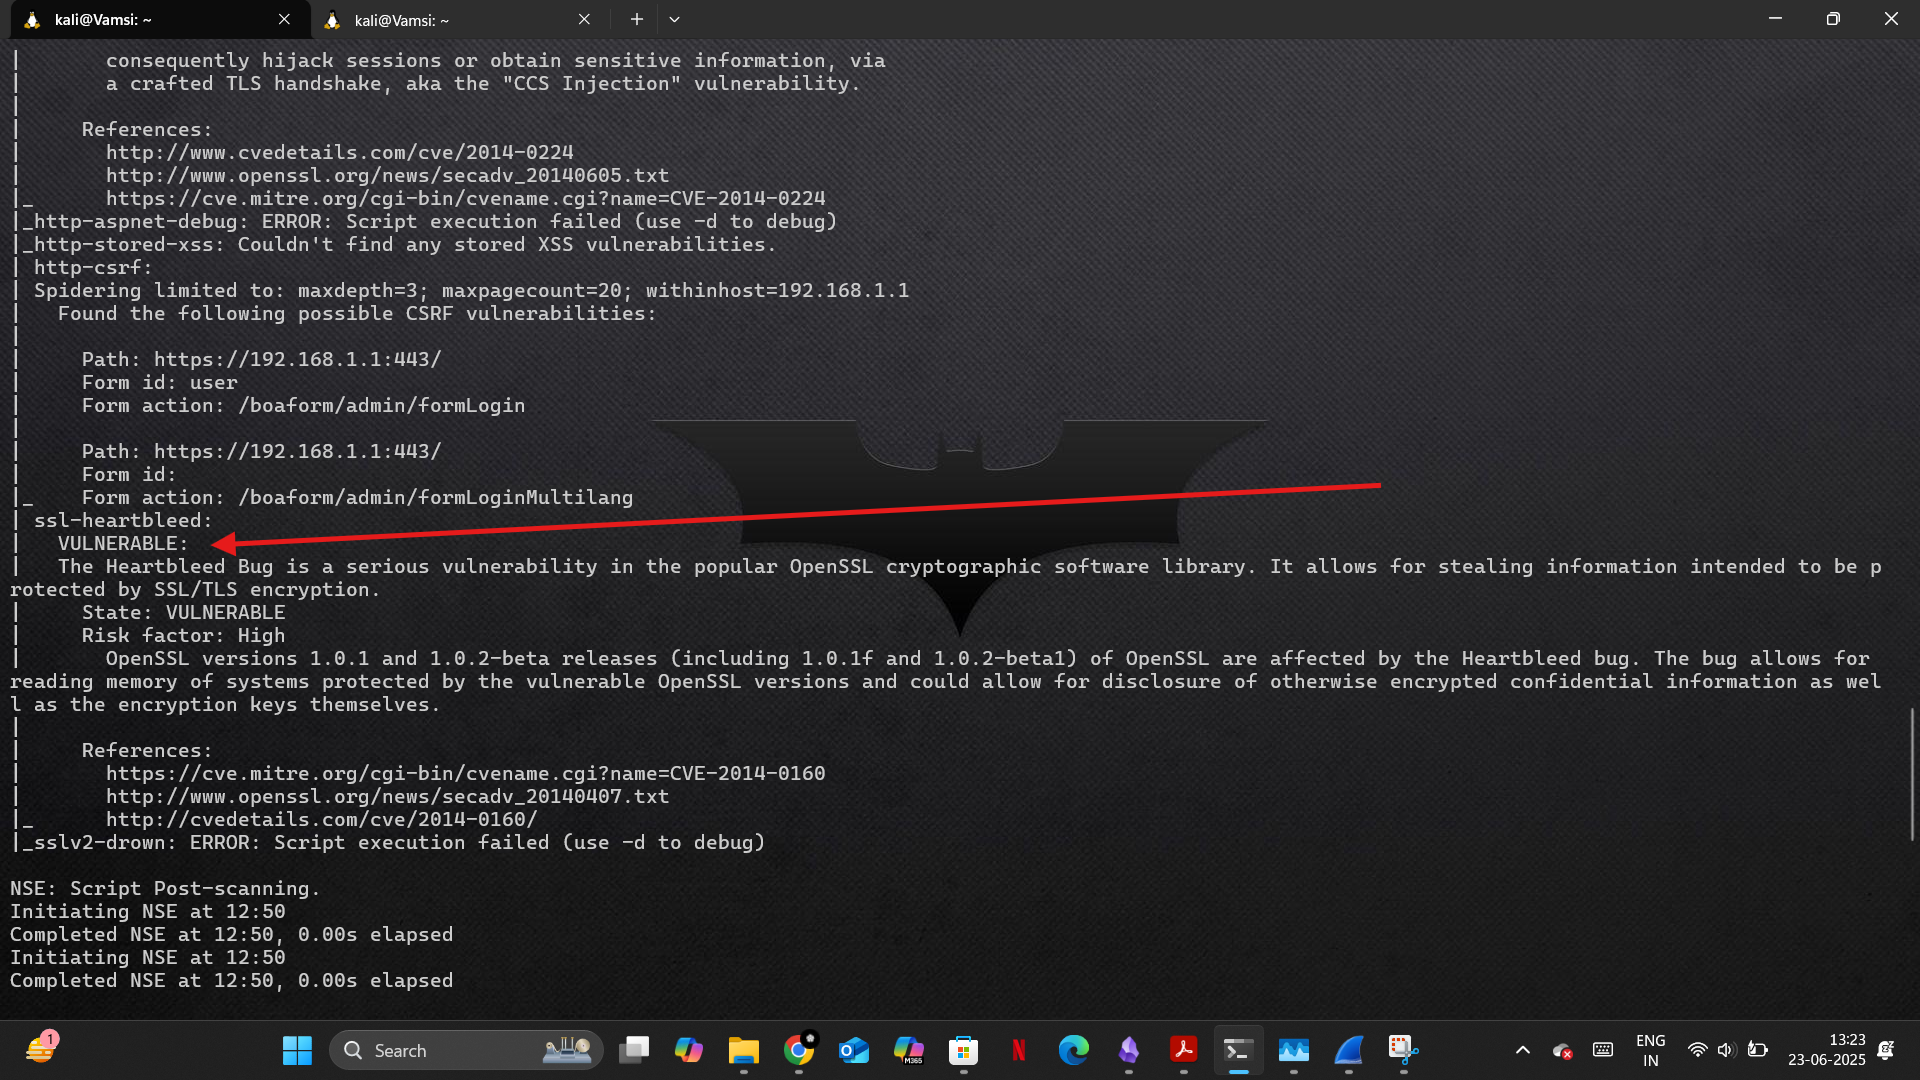 kali@Vamsi: ~
kali@Vamsi: ~
|       consequently hijack sessions or obtain sensitive information, via
|       a crafted TLS handshake, aka the "CCS Injection" vulnerability.
|
|     References:
|       http://www.cvedetails.com/cve/2014-0224
|       http://www.openssl.org/news/secadv_20140605.txt
|_      https://cve.mitre.org/cgi-bin/cvename.cgi?name=CVE-2014-0224
|_http-aspnet-debug: ERROR: Script execution failed (use -d to debug)
|_http-stored-xss: Couldn't find any stored XSS vulnerabilities.
| http-csrf:
| Spidering limited to: maxdepth=3; maxpagecount=20; withinhost=192.168.1.1
|   Found the following possible CSRF vulnerabilities:
|
|     Path: https://192.168.1.1:443/
|     Form id: user
|     Form action: /boaform/admin/formLogin
|
|     Path: https://192.168.1.1:443/
|     Form id:
|_    Form action: /boaform/admin/formLoginMultilang
| ssl-heartbleed:
|   VULNERABLE:
|   The Heartbleed Bug is a serious vulnerability in the popular OpenSSL cryptographic software library. It allows for stealing information intended to be p
rotected by SSL/TLS encryption.
|     State: VULNERABLE
|     Risk factor: High
|       OpenSSL versions 1.0.1 and 1.0.2-beta releases (including 1.0.1f and 1.0.2-beta1) of OpenSSL are affected by the Heartbleed bug. The bug allows for
reading memory of systems protected by the vulnerable OpenSSL versions and could allow for disclosure of otherwise encrypted confidential information as wel
l as the encryption keys themselves.
|
|     References:
|       https://cve.mitre.org/cgi-bin/cvename.cgi?name=CVE-2014-0160
|       http://www.openssl.org/news/secadv_20140407.txt
|_      http://cvedetails.com/cve/2014-0160/
|_sslv2-drown: ERROR: Script execution failed (use -d to debug)

NSE: Script Post-scanning.
Initiating NSE at 12:50
Completed NSE at 12:50, 0.00s elapsed
Initiating NSE at 12:50
Completed NSE at 12:50, 0.00s elapsed
1
Search
M365
ENG
IN
13:23
23-06-2025